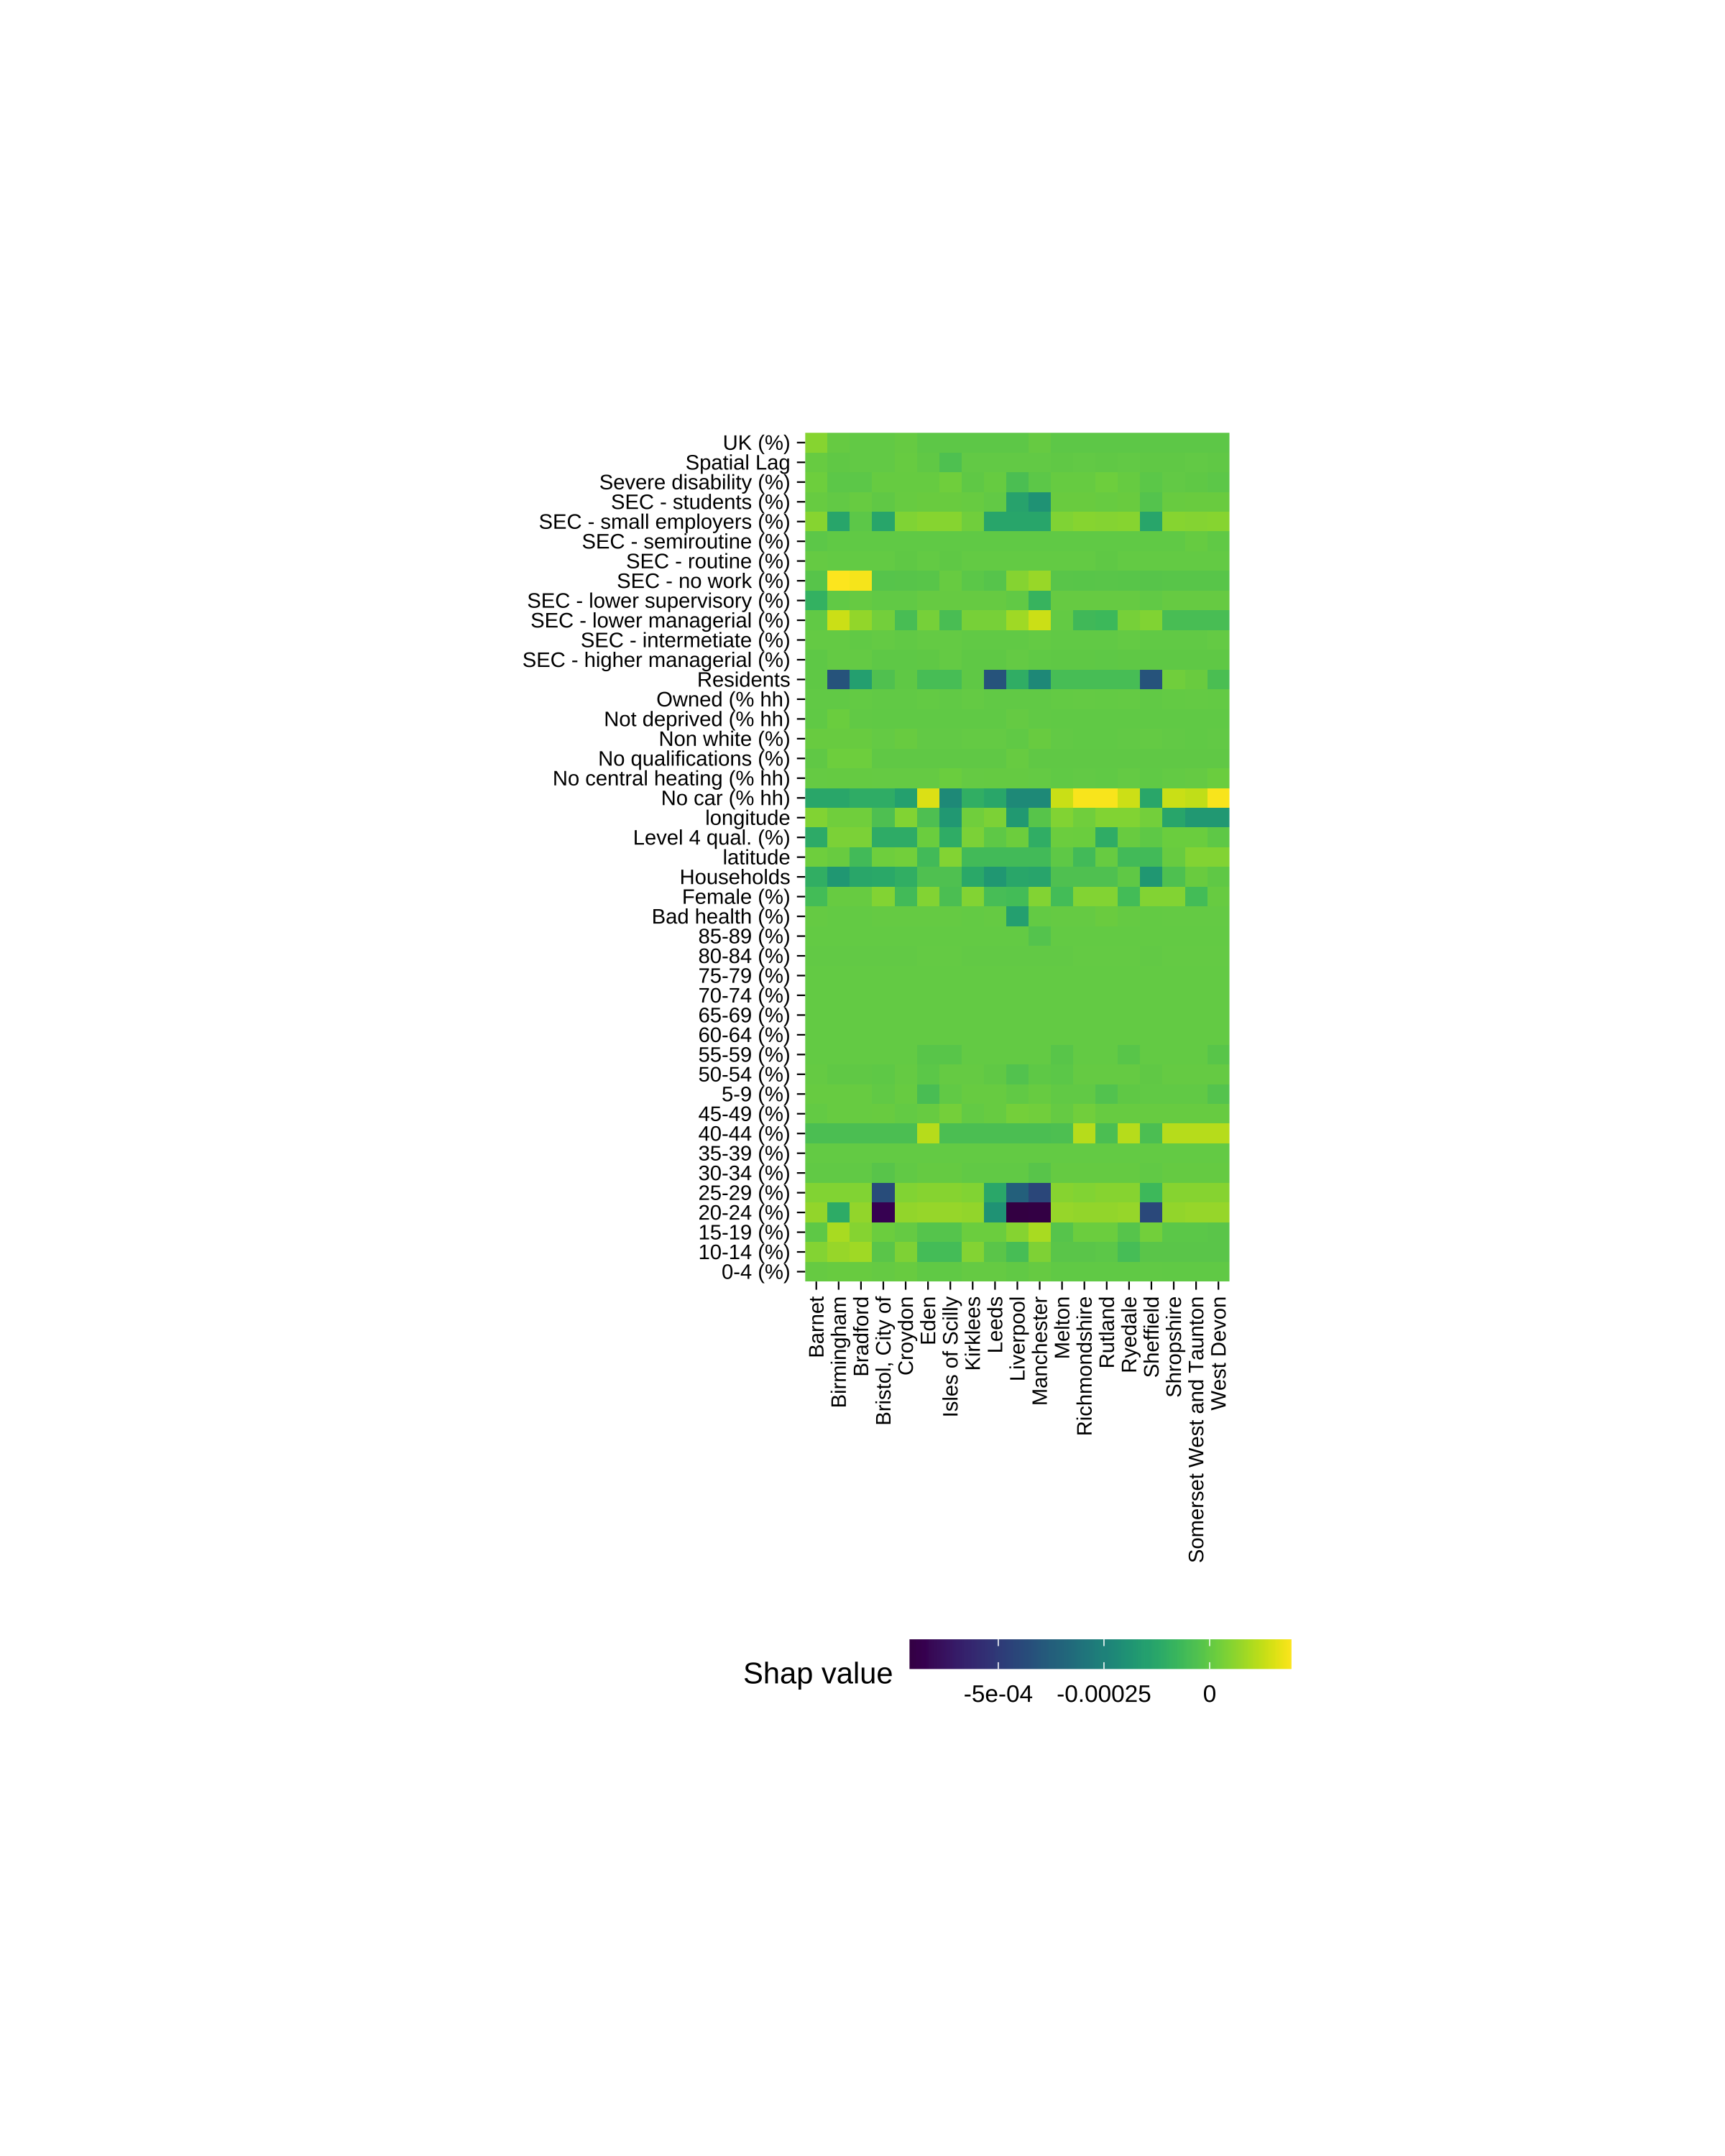 UK (%)
Spatial Lag
Severe disability (%)
SEC - students (%)
SEC - small employers (%)
SEC - semiroutine (%)
SEC - routine (%)
SEC - no work (%)
SEC - lower supervisory (%)
SEC - lower managerial (%)
SEC - intermetiate (%)
SEC - higher managerial (%)
Residents
Owned (% hh)
Not deprived (% hh)
Non white (%)
No qualifications (%)
No central heating (% hh)
No car (% hh)
longitude
Level 4 qual. (%)
latitude
Households
Female (%)
Bad health (%)
85-89 (%)
80-84 (%)
75-79 (%)
70-74 (%)
65-69 (%)
60-64 (%)
55-59 (%)
50-54 (%)
5-9 (%)
45-49 (%)
40-44 (%)
35-39 (%)
30-34 (%)
25-29 (%)
20-24 (%)
15-19 (%)
10-14 (%)
0-4 (%)
Barnet
Birmingham
Bradford
Bristol, City of
Croydon
Eden
Isles of Scilly
Kirklees
Leeds
Liverpool
Manchester
Melton
Richmondshire
Rutland
Ryedale
Sheffield
Shropshire
Somerset West and Taunton
West Devon
Shap value
-5e-04
-0.00025
0